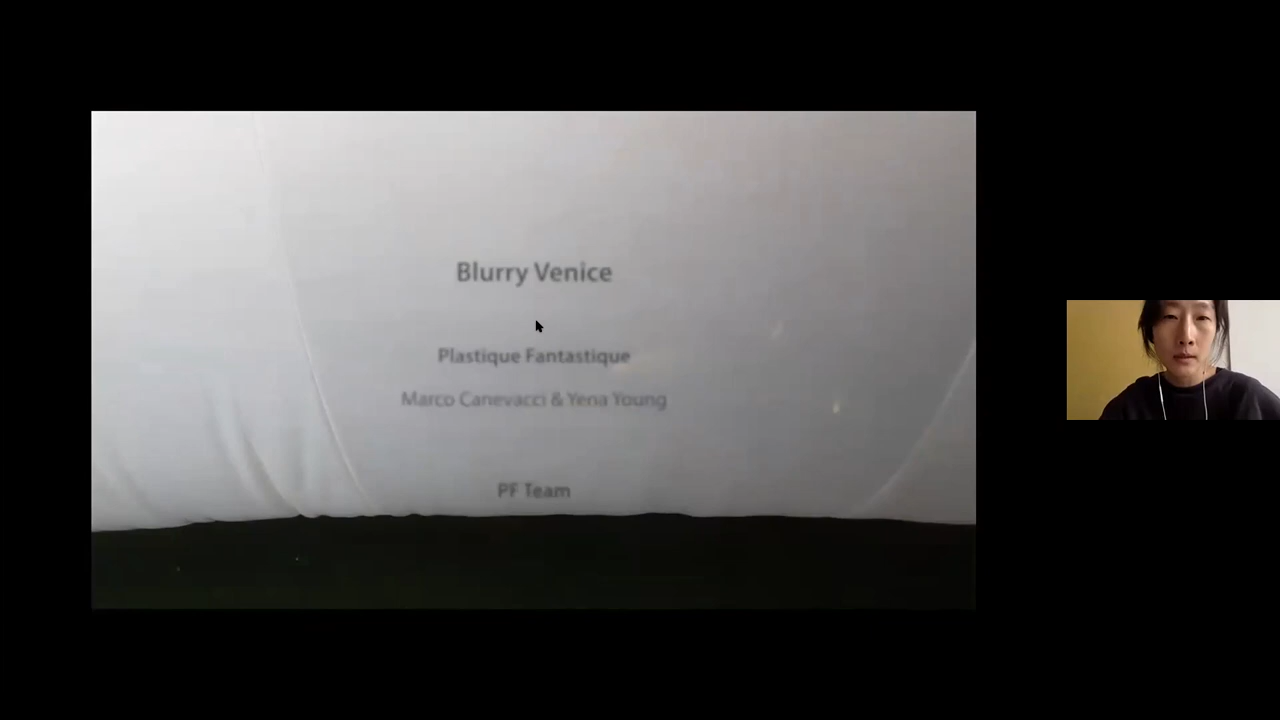 Blurry Venice
Plastique Fantastique
Marco Canevacci & Yena Young
PF Team